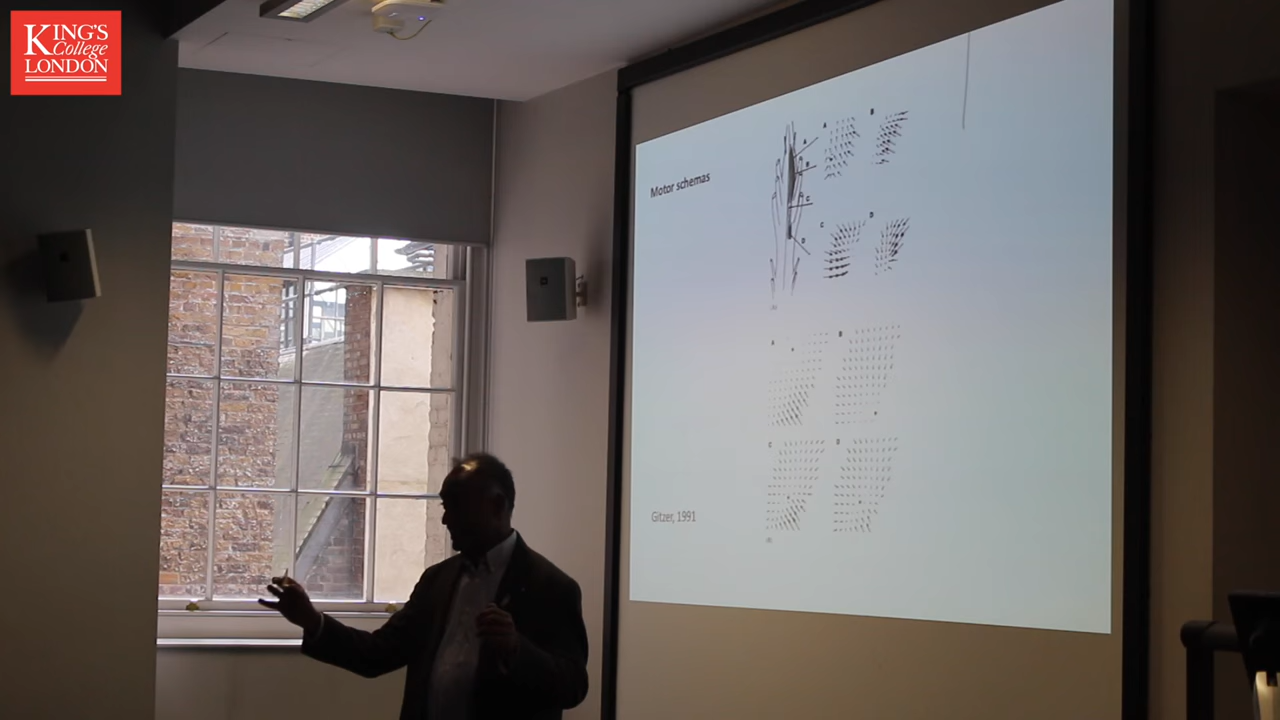 KING'S
College
LONDON
Motor schemas
A
B
A
B
C
D
C
D
A
B
C
D
Gitzer, 1991